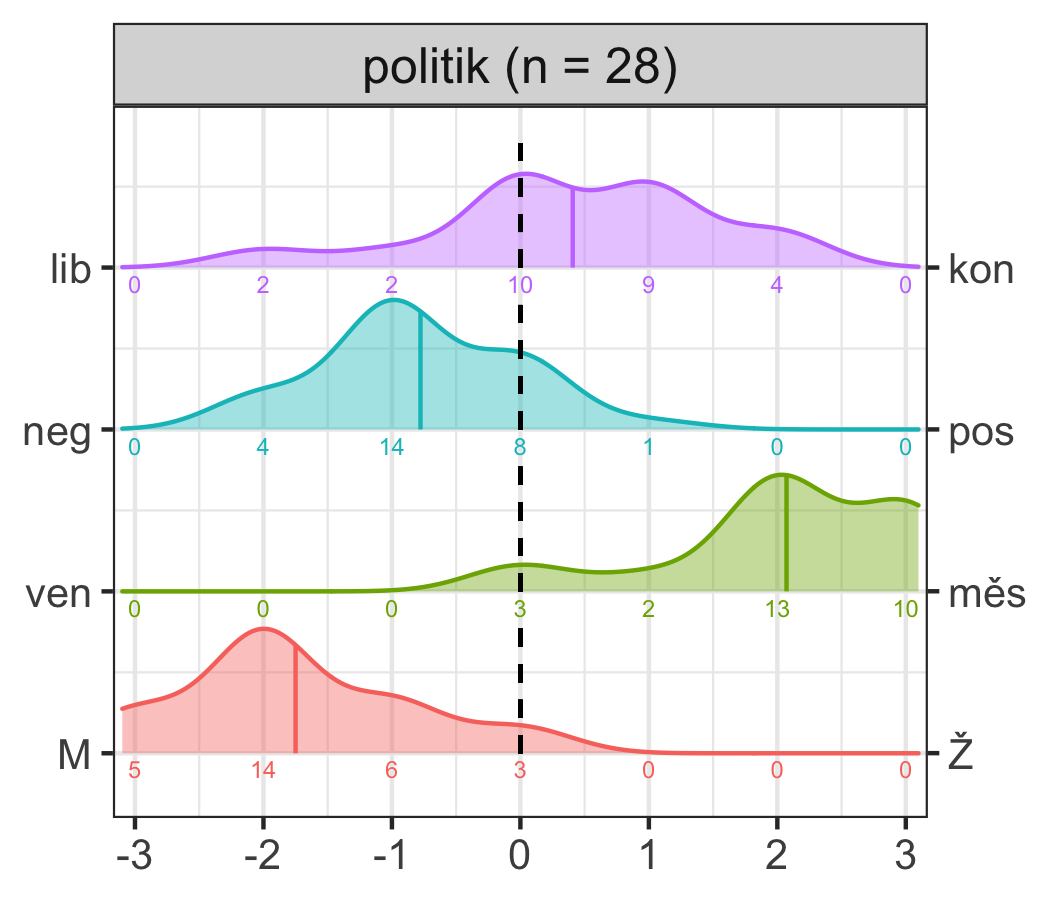 politik (n = 28)
lib kon
0 2 2 10 9 4 0
neg pos
0 4 14 8 1 0 0
ven měs
0 0 0 3 2 13 10
M Ž
5 14 6 3 0 0 0
-3 -2 -1 0 1 2 3